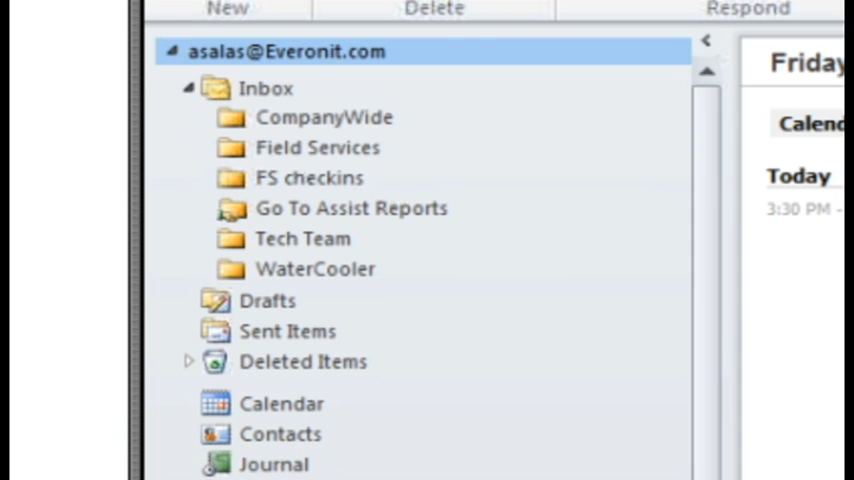 New Delete Respond
asalas@Everonit.com
Inbox
CompanyWide
Field Services
FS checkins
Go To Assist Reports
Tech Team
WaterCooler
Drafts
Sent Items
Deleted Items
Calendar
Contacts
Journal
Friday
Calend
Today
3:30 PM -